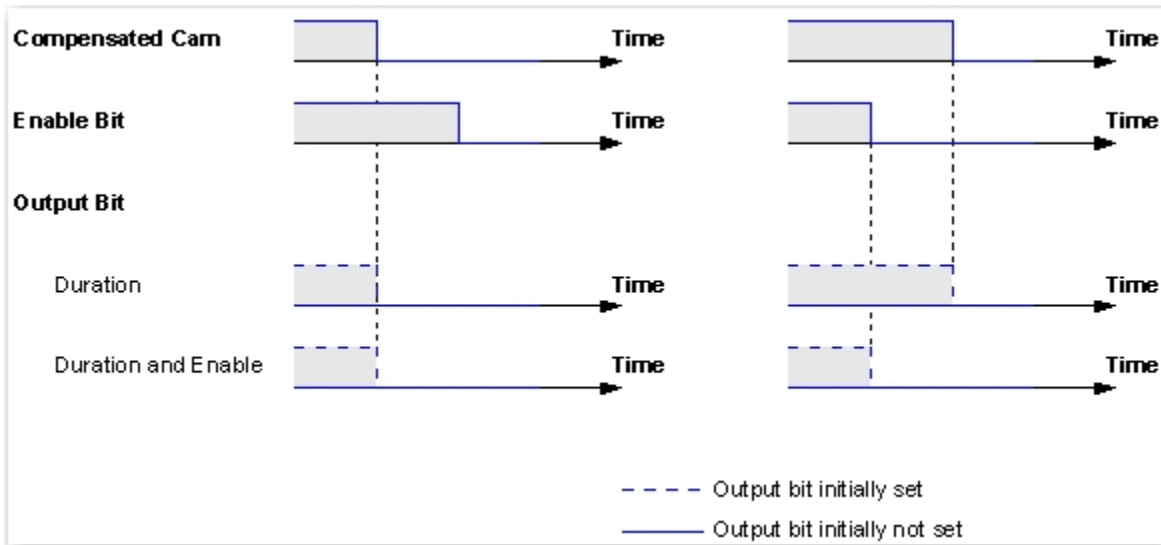 Compensated Cam Time Time
Enable Bit Time Time
Output Bit
Duration Time Time
Duration and Enable Time Time
Output bit initially set
Output bit initially not set